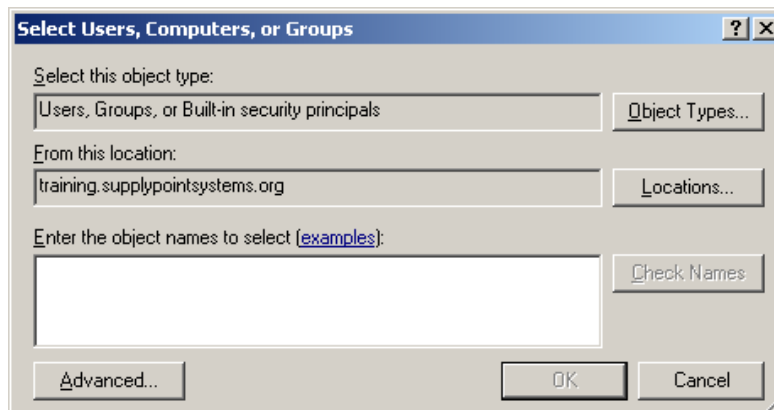 Select Users, Computers, or Groups
Select this object type:
Users, Groups, or Built-in security principals
Object Types...
From this location:
training.supplypointsystems.org
Locations...
Enter the object names to select (examples):
Check Names
Advanced...
OK
Cancel